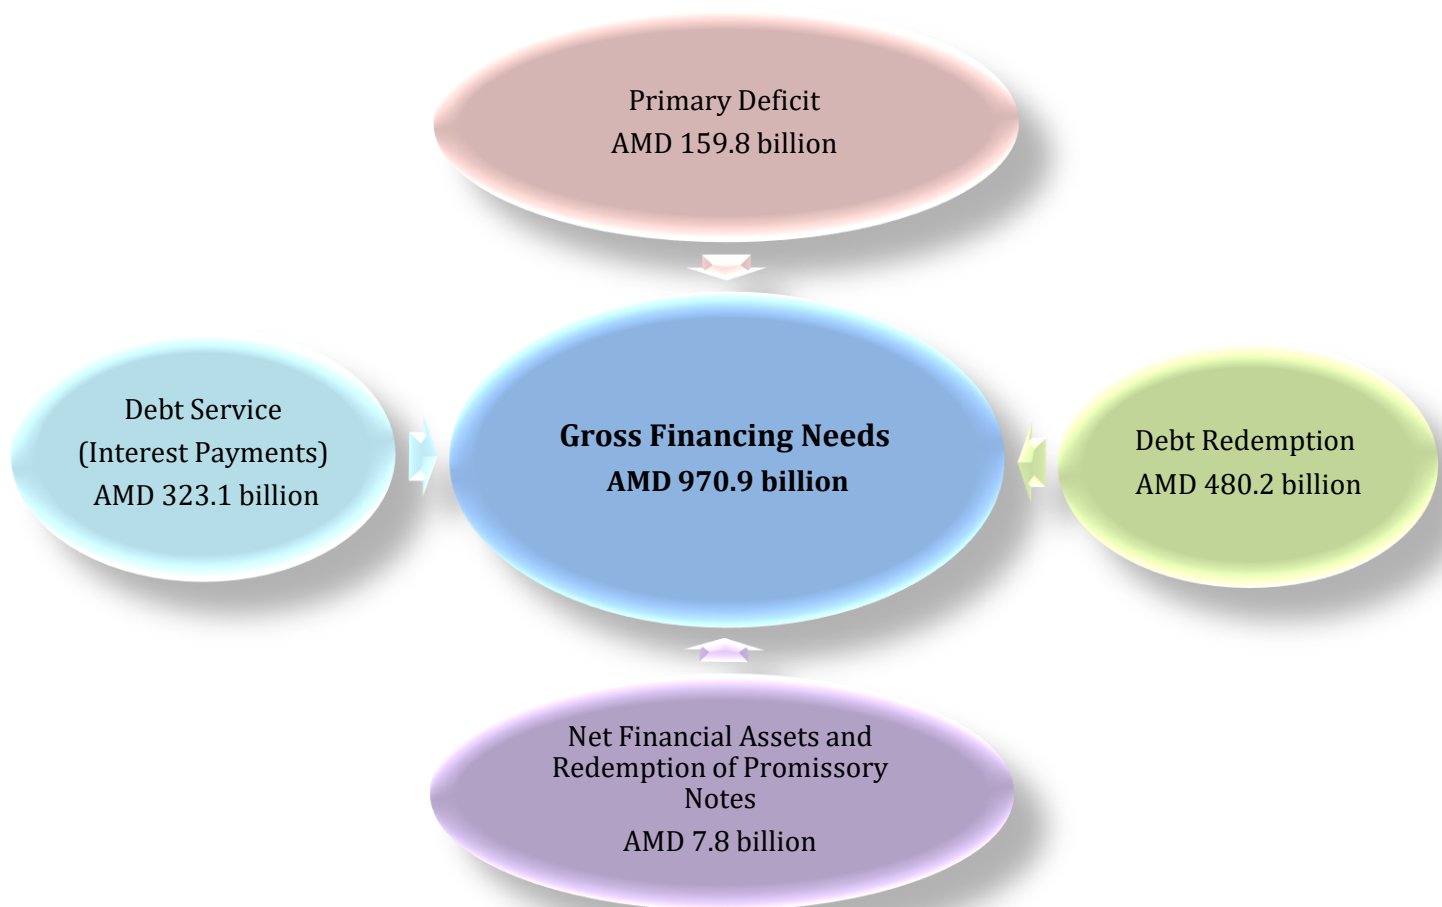 Primary Deficit
AMD 159.8 billion
Debt Service
(Interest Payments)
AMD 323.1 billion
Gross Financing Needs
AMD 970.9 billion
Debt Redemption
AMD 480.2 billion
Net Financial Assets and
Redemption of Promissory
Notes
AMD 7.8 billion